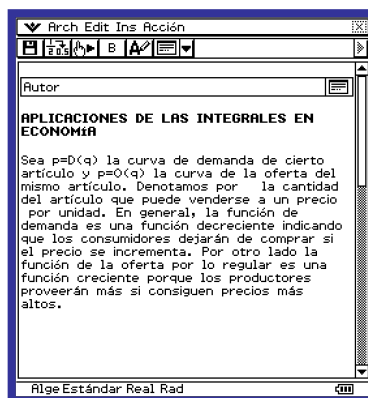 Arch Edit Ins Acción
B
Autor
APLICACIONES DE LAS INTEGRALES EN
ECONOMíA
Sea p=D(q) la curva de demanda de cierto
artículo y p=O(q) la curva de la oferta del
mismo artículo. Denotamos por la cantidad
del artículo que puede venderse a un precio
por unidad. En general, la función de
demanda es una función decreciente indicando
que los consumidores dejarán de comprar si
el precio se incrementa. Por otro lado la
función de la oferta por lo regular es una
función creciente porque los productores
proveerán más si consiguen precios más
altos.
Alge Estándar Real Rad